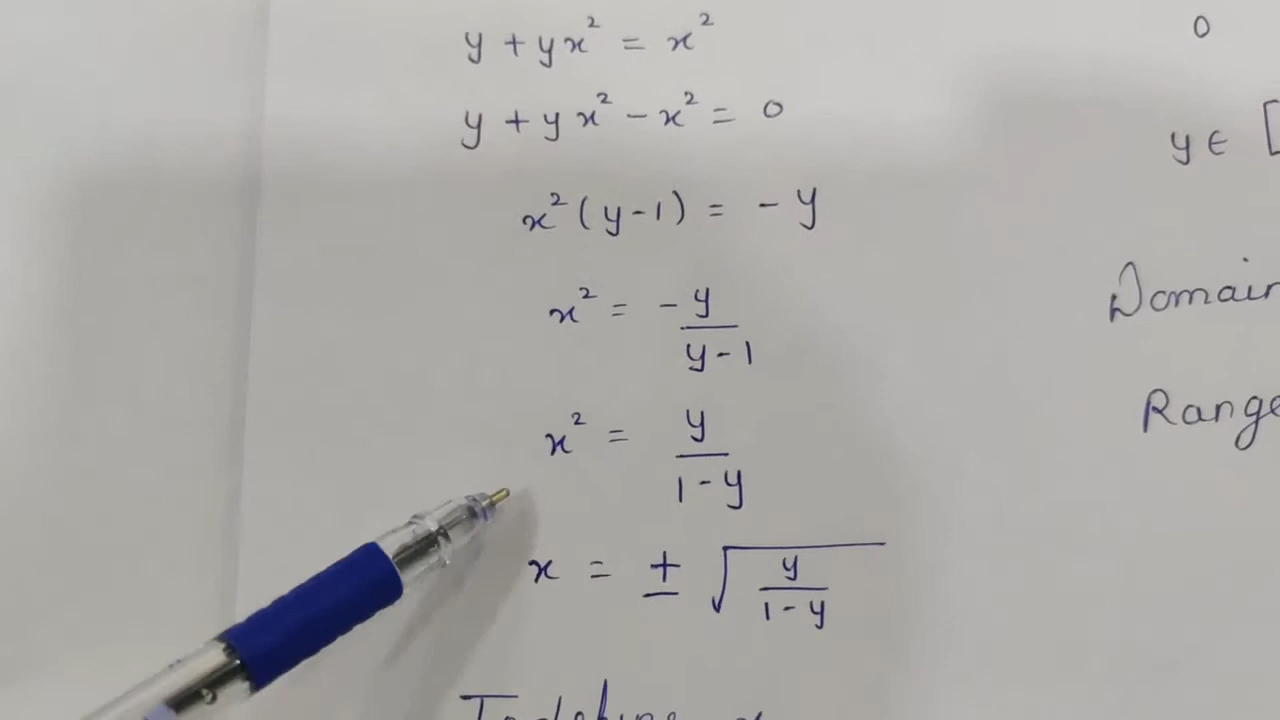 y + yx² = x²
y + yx² - x² = 0
x² (y-1) = - y
x² = - y / y-1
x² = y / 1-y
x = ± √ y / 1-y
0
y ∈ [
Domain
Range